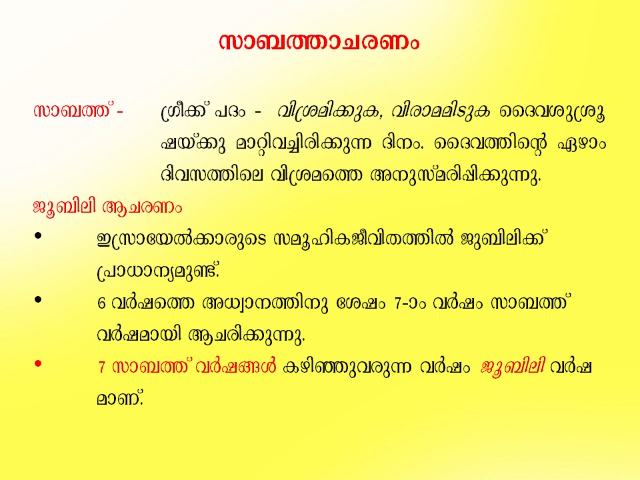 സാബത്താചരണം
സാബത്ത് - ഗ്രീക്ക് പദം - വിശ്രമിക്കുക, വിരാമമിടുക ദൈവശുശ്രൂ
ഷയ്ക്കു മാറ്റിവച്ചിരിക്കുന്ന ദിനം. ദൈവത്തിന്റെ ഏഴാം
ദിവസത്തിലെ വിശ്രമത്തെ അനുസ്മരിപ്പിക്കുന്നു.
ജൂബിലി ആചരണം
• ഇസ്രായേൽക്കാരുടെ സമൂഹികജീവിതത്തിൽ ജുബിലിക്ക്
പ്രാധാന്യമുണ്ട്.
• 6 വർഷത്തെ അധ്വാനത്തിനു ശേഷം 7-ാം വർഷം സാബത്ത്
വർഷമായി ആചരിക്കുന്നു.
• 7 സാബത്ത് വർഷങ്ങൾ കഴിഞ്ഞുവരുന്ന വർഷം ജൂബിലി വർഷ
മാണ്.